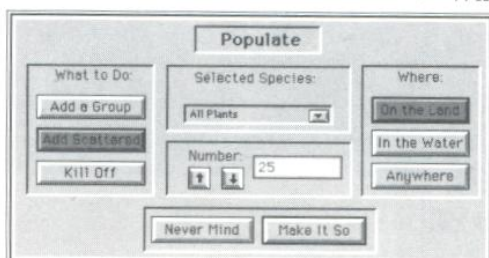 Populate
What to Do:
Add a Group
Add Scattered
Kill Off
Selected Species:
All Plants
Number:
25
Where:
On the Land
In the Water
Anywhere
Never Mind
Make It So